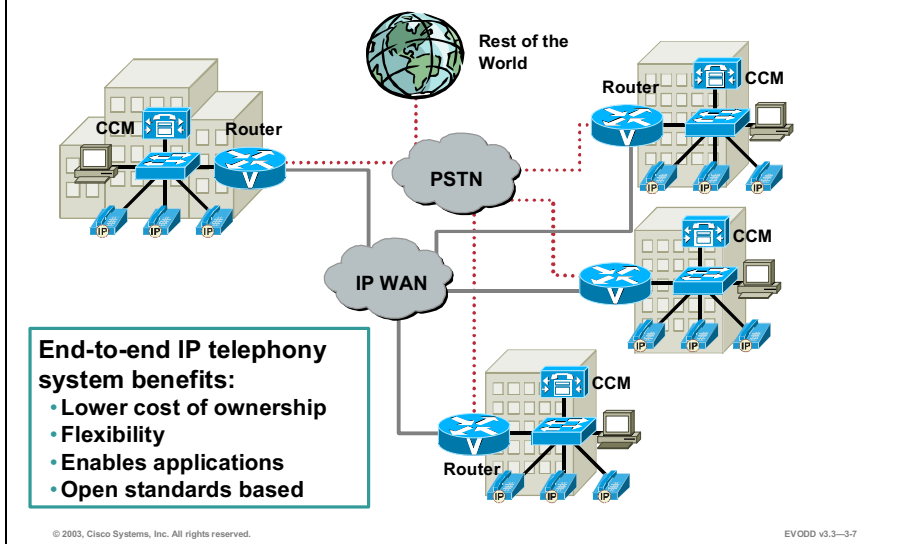 Rest of the
World
Router
CCM
CCM
Router
PSTN
IP
IP
IP
CCM
IP
IP
IP
IP WAN
IP
IP
IP
End-to-end IP telephony
system benefits:
•Lower cost of ownership
•Flexibility
•Enables applications
•Open standards based
CCM
Router
IP
IP
IP
V
V
V
V
© 2003, Cisco Systems, Inc. All rights reserved.
EVODD v3.3—3-7